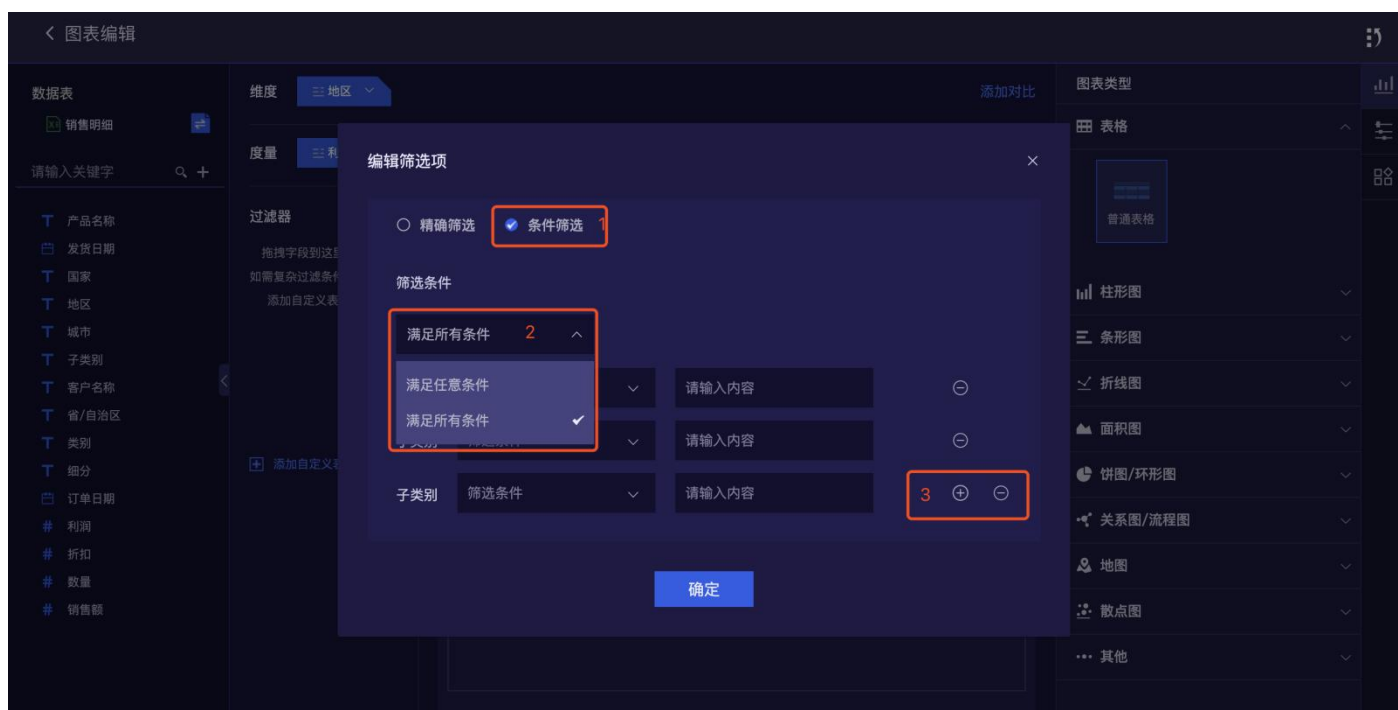 图表编辑
数据表
销售明细
请输入关键字
产品名称
发货日期
国家
地区
城市
子类别
客户名称
省/自治区
类别
细分
订单日期
利润
折扣
数量
销售额
维度 地区 添加对比
度量 利
过滤器
拖拽字段到这里
如需复杂过滤条件
添加自定义表
添加自定义表
编辑筛选项
精确筛选 条件筛选 1
筛选条件
满足所有条件 2
满足任意条件
满足所有条件
请输入内容
子类别 筛选条件 请输入内容
子类别 筛选条件 请输入内容 3
确定
图表类型
表格
普通表格
柱形图
条形图
折线图
面积图
饼图/环形图
关系图/流程图
地图
散点图
其他